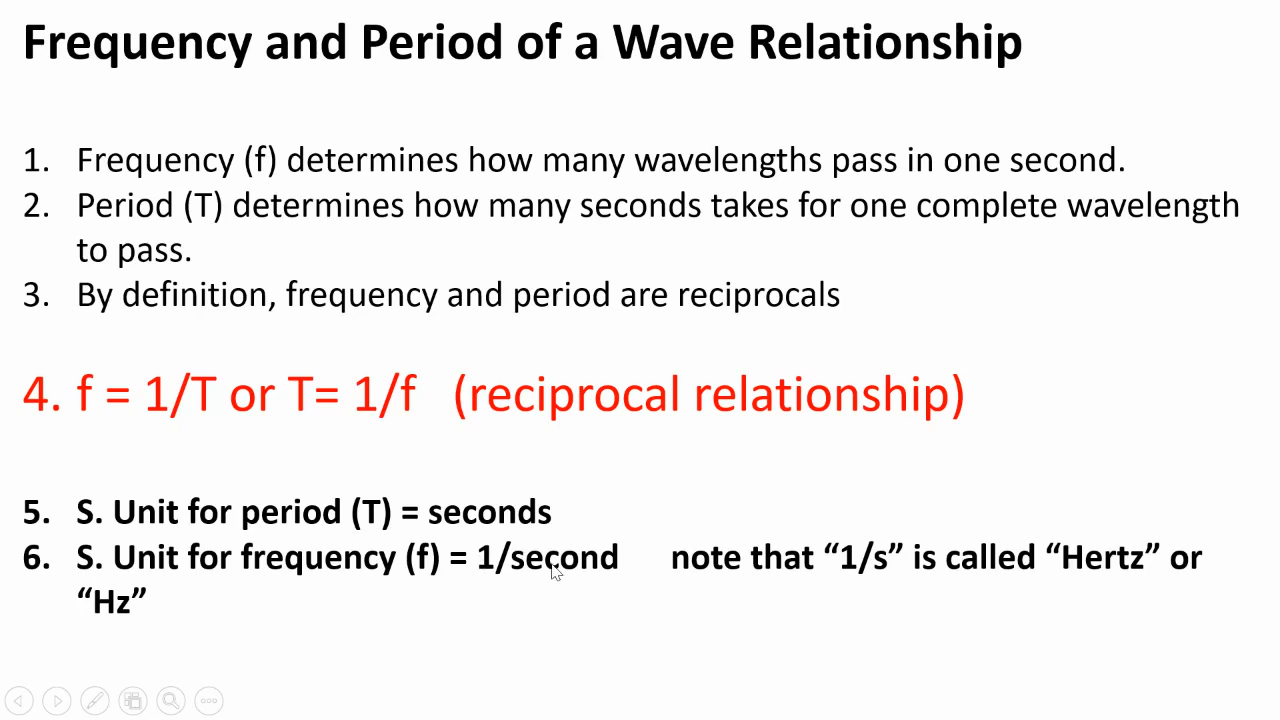 Frequency and Period of a Wave Relationship
1. Frequency (f) determines how many wavelengths pass in one second.
2. Period (T) determines how many seconds takes for one complete wavelength
to pass.
3. By definition, frequency and period are reciprocals
4. f = 1/T or T= 1/f (reciprocal relationship)
5. S. Unit for period (T) = seconds
6. S. Unit for frequency (f) = 1/second note that “1/s” is called “Hertz” or
“Hz”